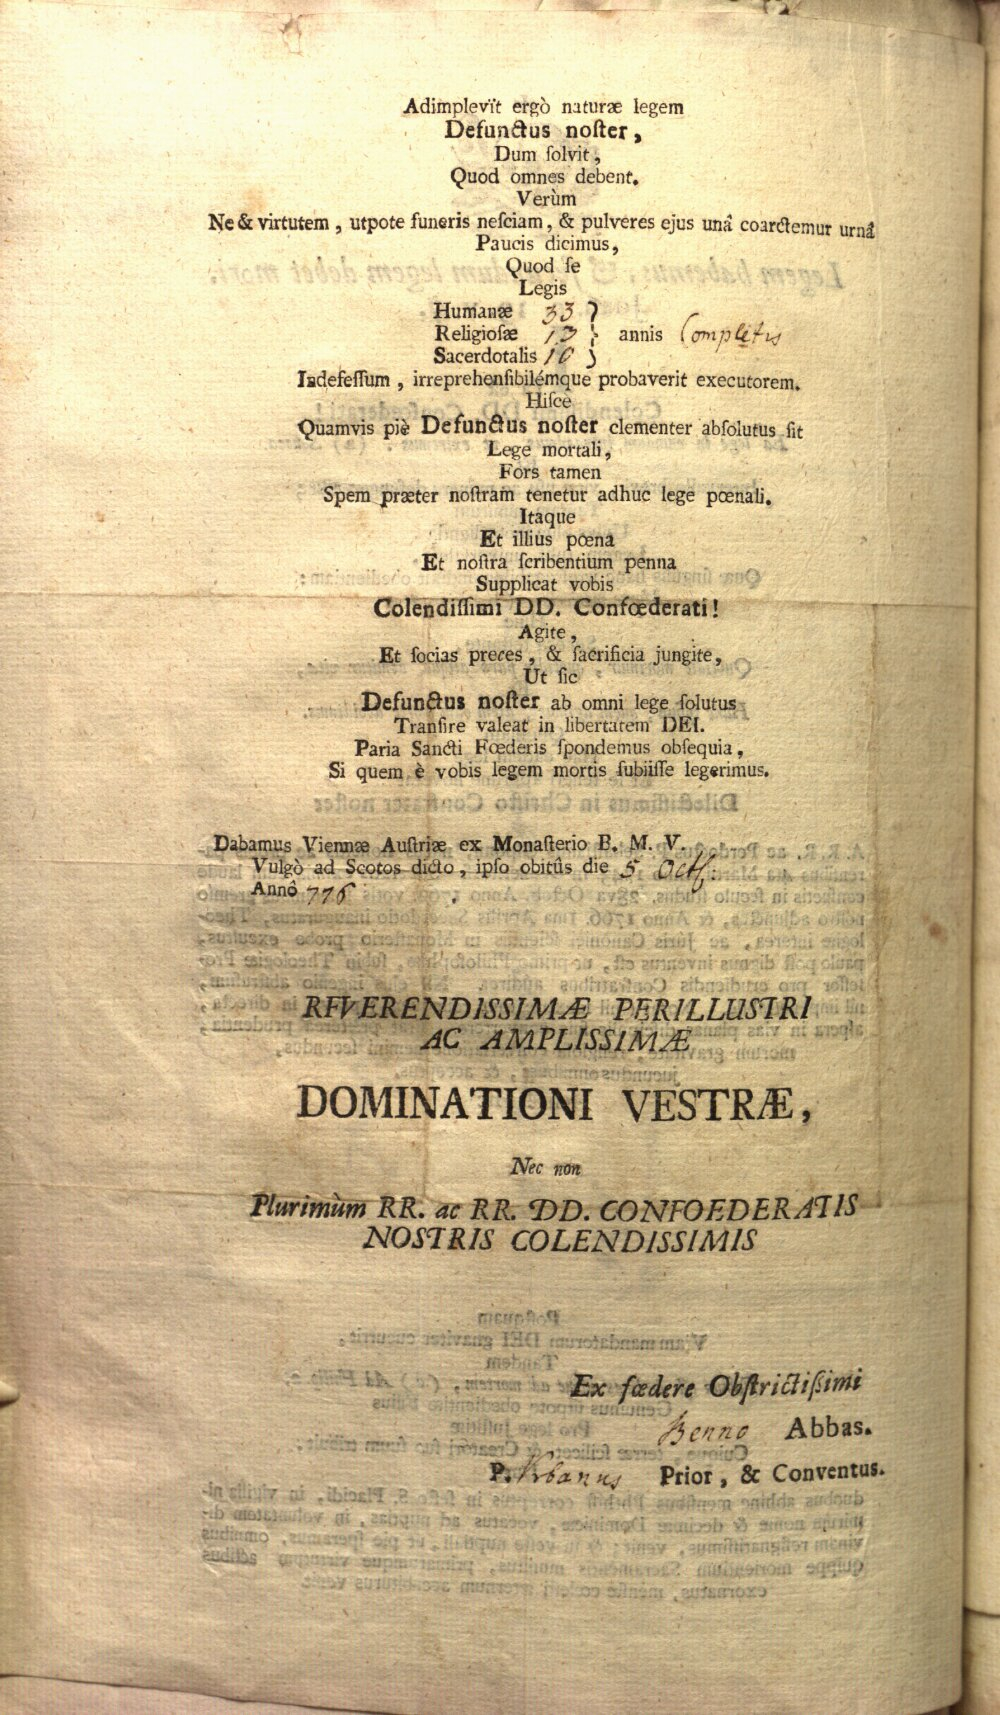 Adimplevit ergò naturæ legem
Defunctus noſter,
Dum ſolvit,
Quod omnes debent.
Verùm
Ne & virtutem, utpote funeris neſciam, & pulveres ejus unâ coarctemur urnâ
Paucis dicimus,
Quod ſe
Legis
Humanæ 33
Religioſæ 13 annis Completis
Sacerdotalis 10
Indefeſſum, irreprehenſibilémque probaverit executorem.
Hiſce
Quamvis piè Defunctus noſter clementer abſolutus ſit
Lege mortali,
Fors tamen
Spem præter noſtram tenetur adhuc lege pœnali.
Itaque
Et illius pœna
Et noſtra ſcribentium penna
Supplicat vobis
Colendiſſimi DD. Confœderati!
Agite,
Et ſocias preces, & ſacrificia jungite,
Ut ſic
Defunctus noſter ab omni lege ſolutus
Tranſire valeat in libertatem DEI.
Paria Sancti Fœderis ſpondemus obſequia,
Si quem è vobis legem mortis ſubiiſſe legerimus.
Dabamus Viennæ Auſtriæ ex Monaſterio B. M. V.
Vulgò ad Scotos dicto, ipſo obitûs die 5 Octb.
Annô 776
REVERENDISSIMÆ PERILLUSTRI
AC AMPLISSIMÆ
DOMINATIONI VESTRÆ,
Nec non
Plurimùm RR. ac RR. DD. CONFOEDERATIS
NOSTRIS COLENDISSIMIS
Ex fœdere Obſtrictiſſimi
Benno Abbas.
P. Urbanus Prior, & Conventus.